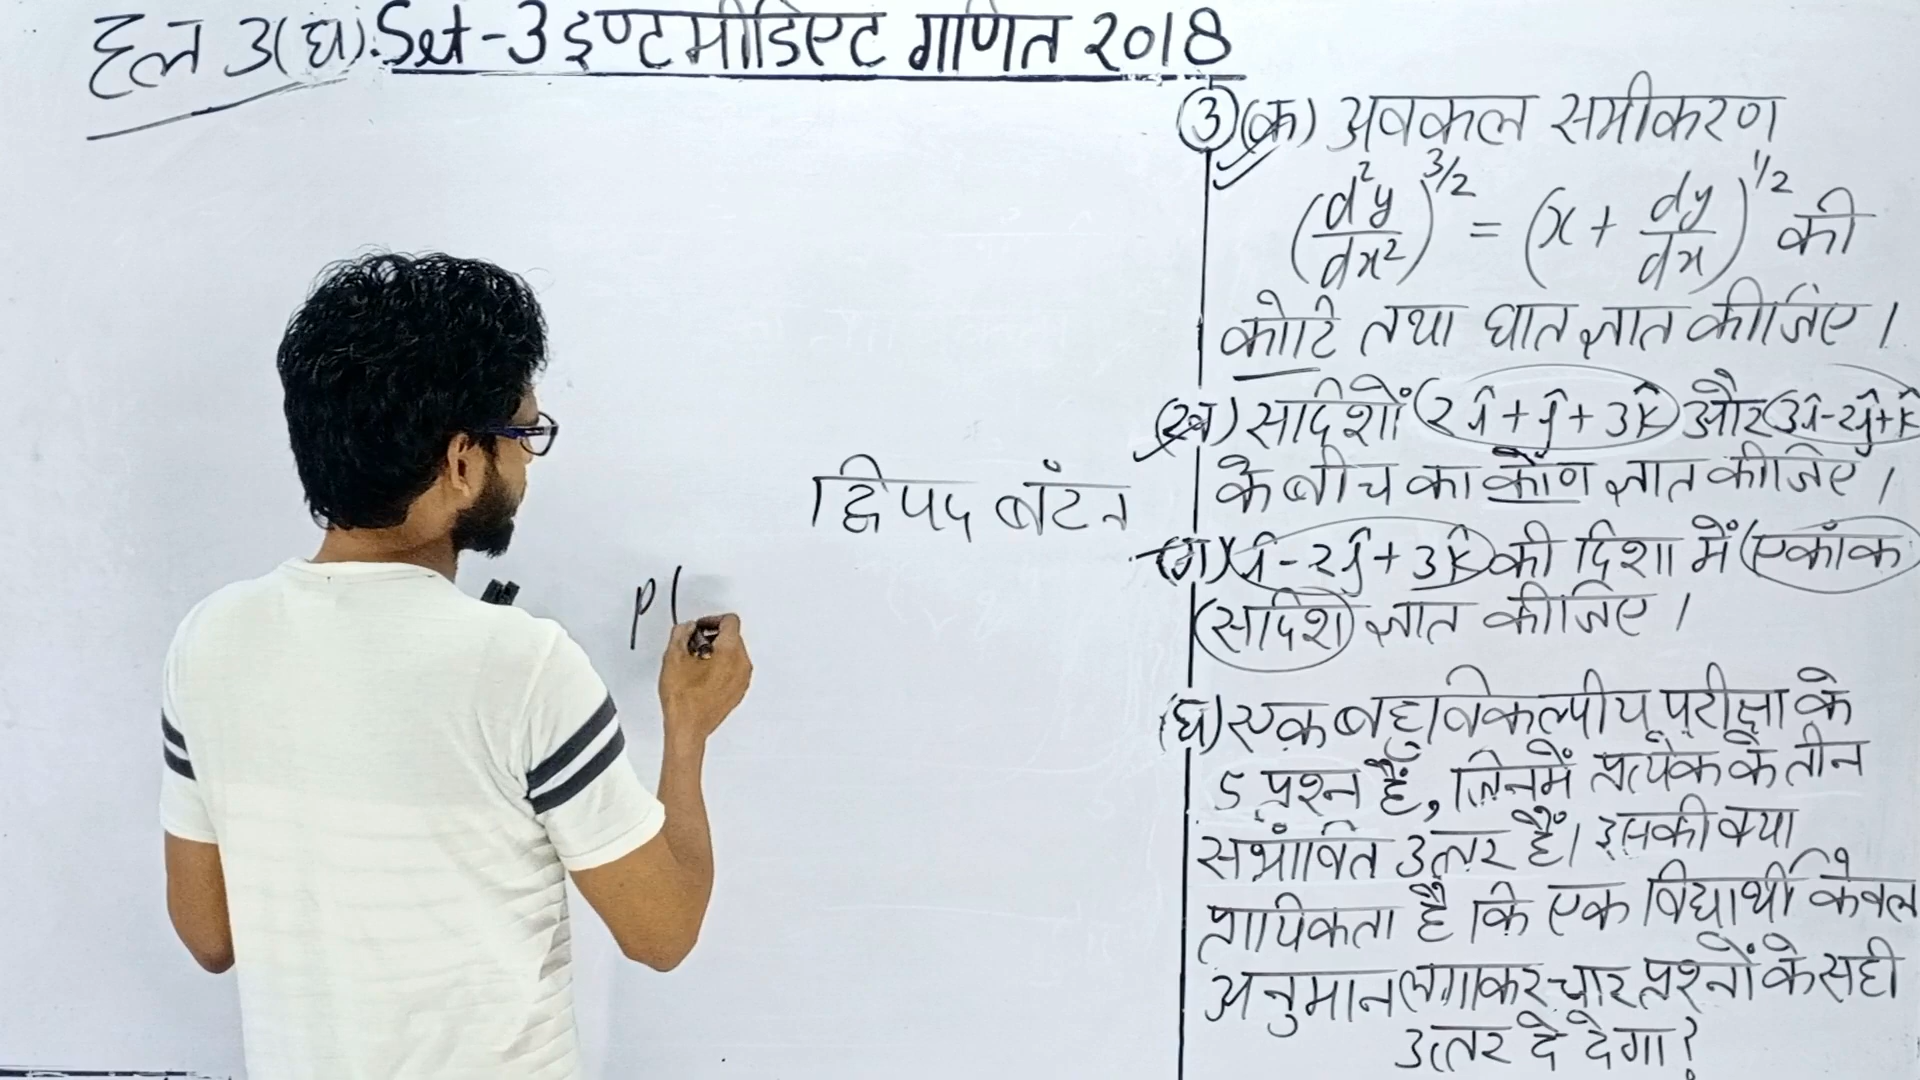 हल 3(घ). Set-3 इण्टमीडिएट गणित 2018
③(क) अवकल समीकरण
(d²y/dx²)^3/2 = (x + dy/dx)^1/2 की
कोटि तथा घात ज्ञात कीजिए।
(ख) सदिशों (2î+ĵ+3k̂) और (3î-2ĵ+k̂)
के बीच का कोण ज्ञात कीजिए।
(ग) (î-2ĵ+3k̂) की दिशा में (एकांक
(सदिश) ज्ञात कीजिए।
(घ) एक बहुविकल्पीय परीक्षा के
5 प्रश्न हैं, जिनमें प्रत्येक के तीन
संभावित उत्तर हैं। इसकी क्या
प्रायिकता है कि एक विद्यार्थी केवल
अनुमान लगाकर चार प्रश्नों के सही
उत्तर दे देगा?
द्विपद बंटन
P(